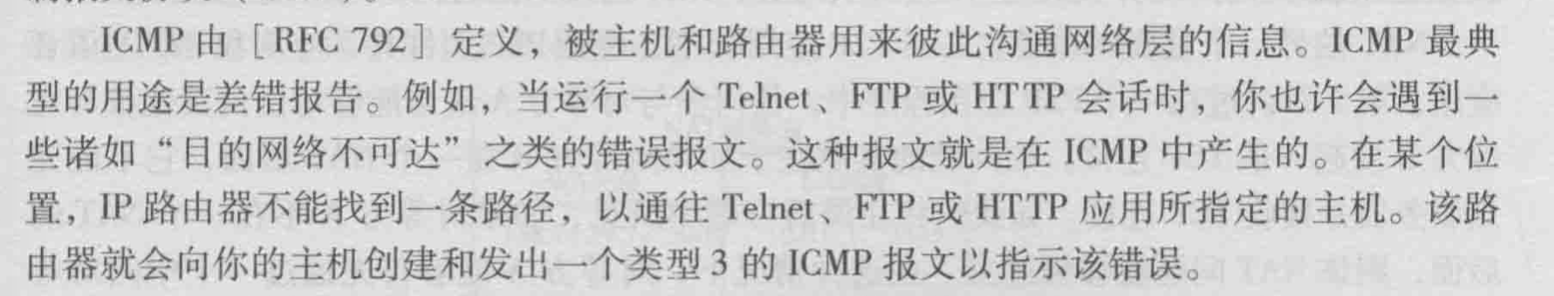 ICMP 由 [RFC 792] 定义，被主机和路由器用来彼此沟通网络层的信息。ICMP 最典
型的用途是差错报告。例如，当运行一个 Telnet、FTP 或 HTTP 会话时，你也许会遇到一
些诸如“目的网络不可达”之类的错误报文。这种报文就是在 ICMP 中产生的。在某个位
置，IP 路由器不能找到一条路径，以通往 Telnet、FTP 或 HTTP 应用所指定的主机。该路
由器就会向你的主机创建和发出一个类型 3 的 ICMP 报文以指示该错误。